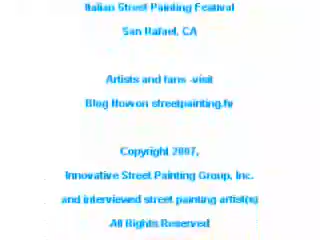 Italian Street Painting Festival
San Rafael, CA
Artists and fans -visit
Blog Now on streetpainting.tv
Copyright 2007,
Innovative Street Painting Group, Inc.
and interviewed street painting artist(s)
All Rights Reserved